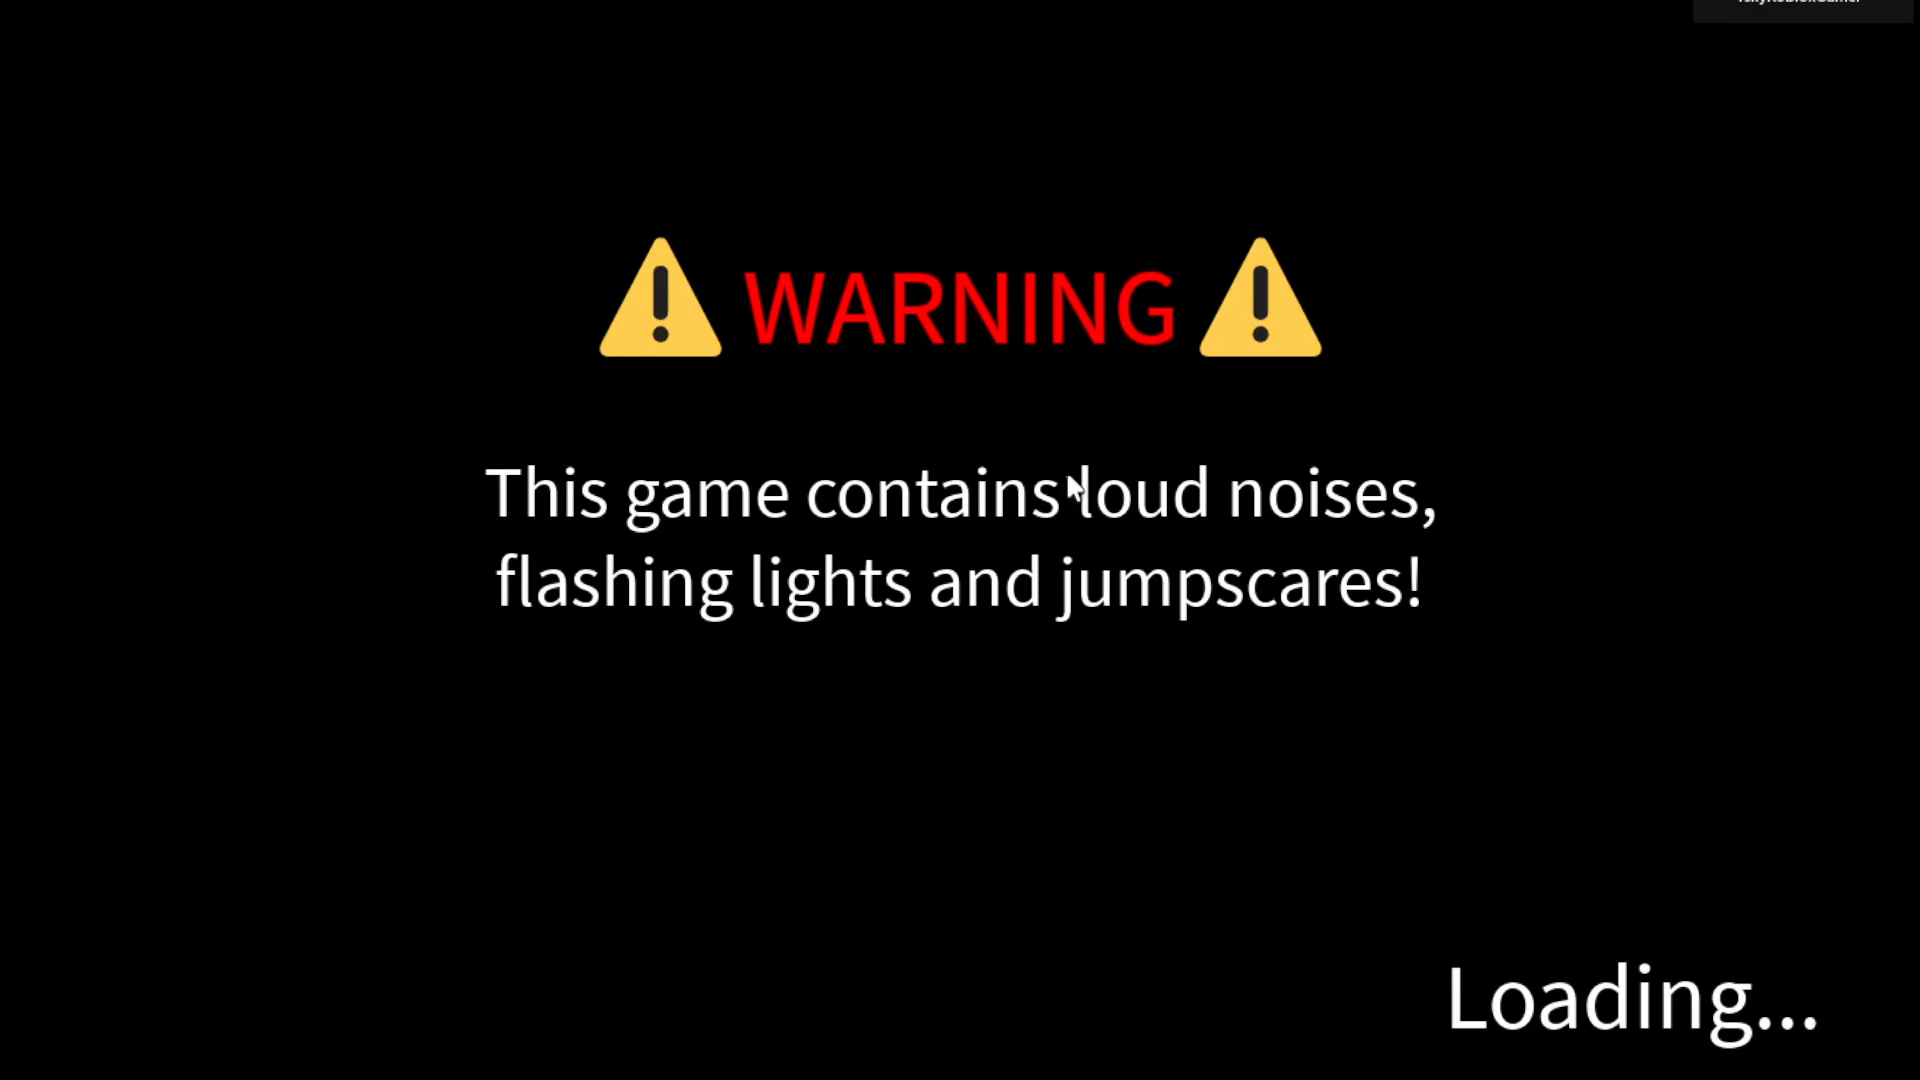 WARNING
This game contains loud noises,
flashing lights and jumpscares!
Loading...